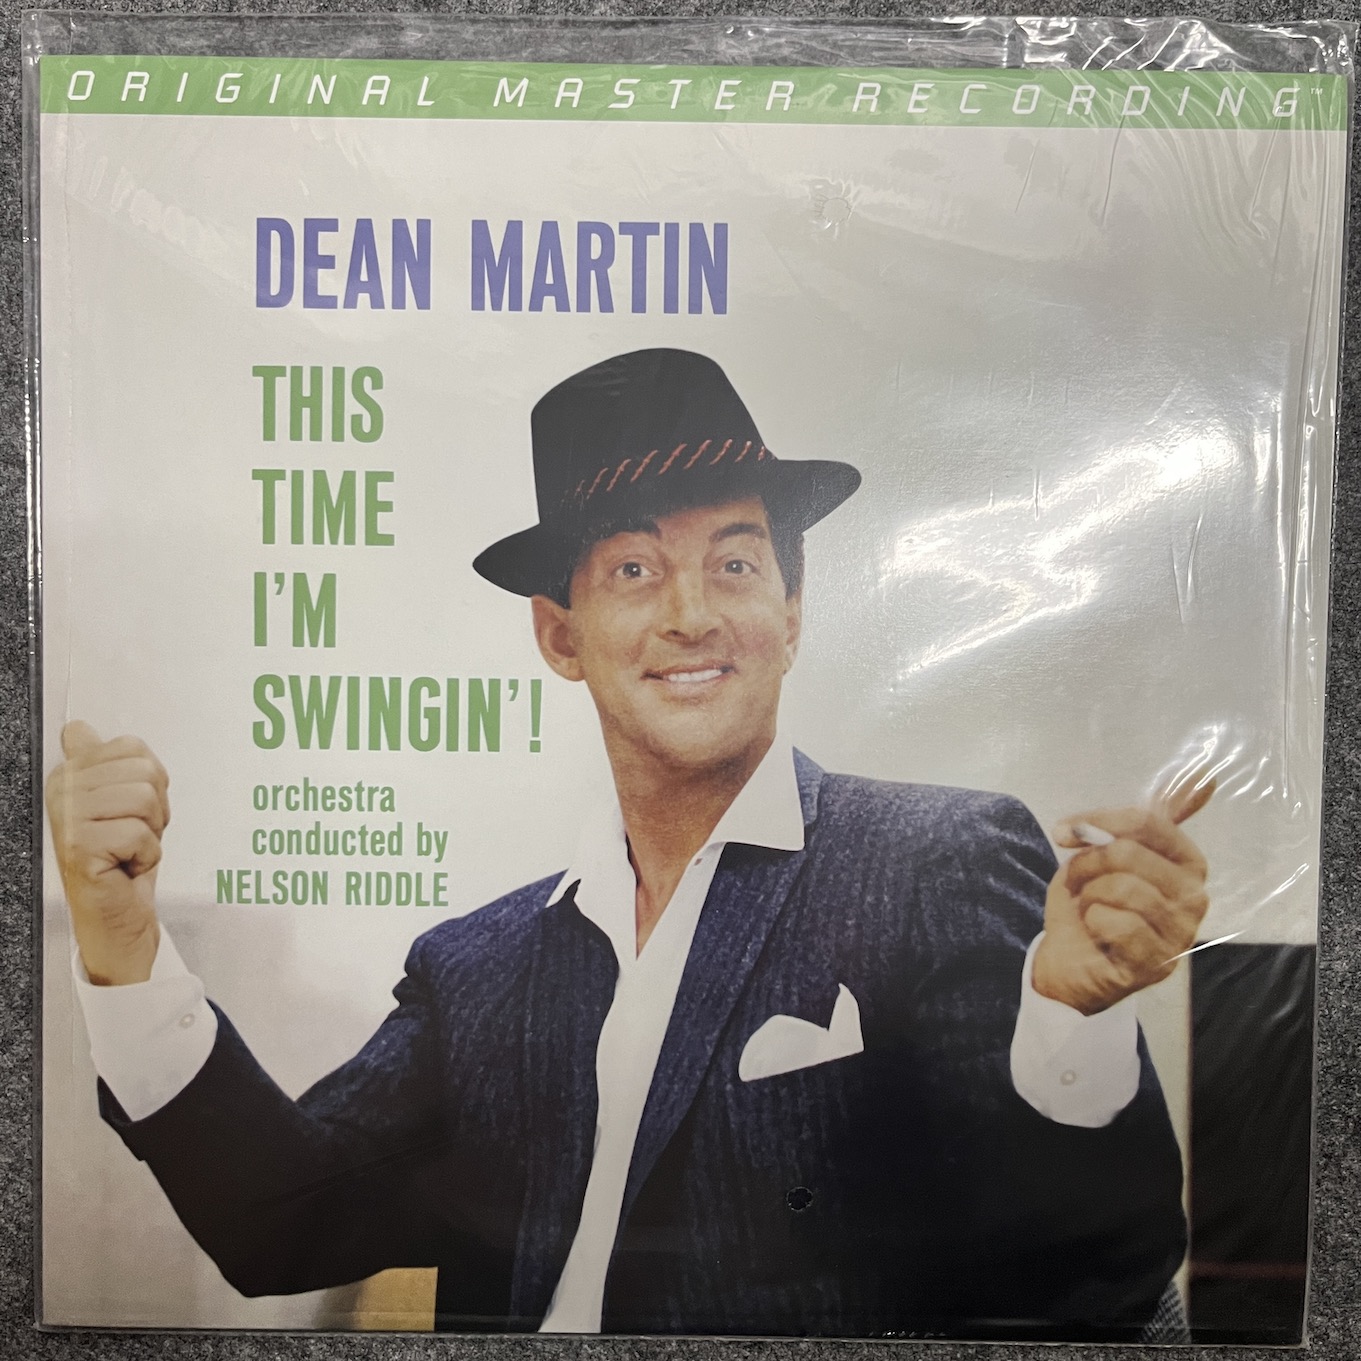 ORIGINAL MASTER RECORDING™
DEAN MARTIN
THIS
TIME
I'M
SWINGIN'!
orchestra
conducted by
NELSON RIDDLE